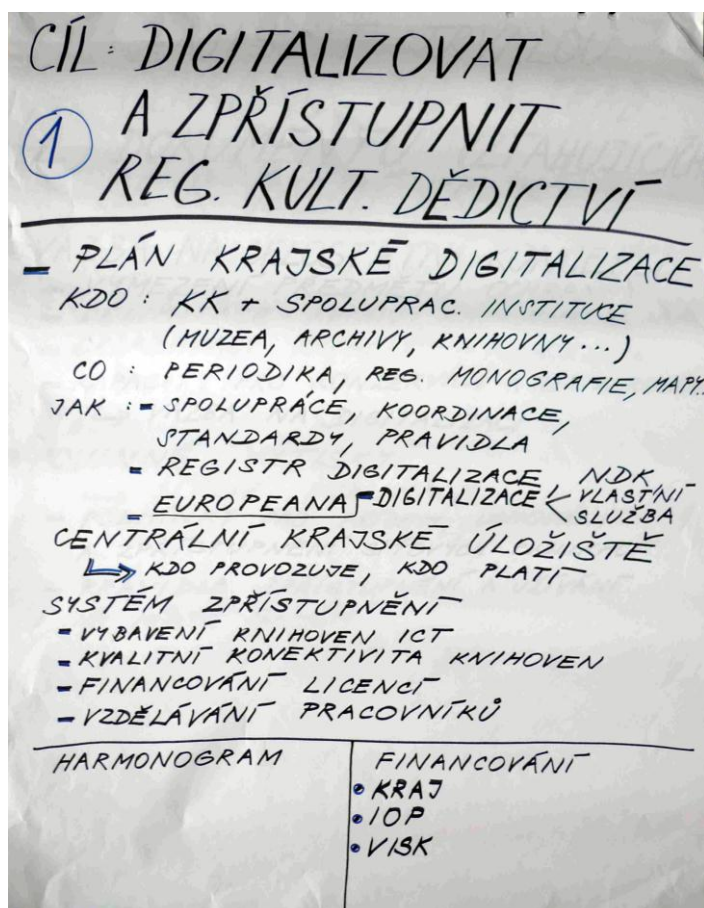 CÍL: DIGITALIZOVAT
① A ZPŘÍSTUPNIT
REG. KULT. DĚDICTVÍ
- PLÁN KRAJSKÉ DIGITALIZACE
KDO: KK + SPOLUPRAC. INSTITUCE
(MUZEA, ARCHIVY, KNIHOVNY...)
CO: PERIODIKA, REG. MONOGRAFIE, MAPY..
JAK: - SPOLUPRÁCE, KOORDINACE,
STANDARDY, PRAVIDLA
- REGISTR DIGITALIZACE NDK
- EUROPEANA - DIGITALIZACE < VLASTNÍ
SLUŽBA
CENTRÁLNÍ KRAJSKÉ ÚLOŽIŠTĚ
↳ KDO PROVOZUJE, KDO PLATÍ
SYSTÉM ZPŘÍSTUPNĚNÍ
- VYBAVENÍ KNIHOVEN ICT
- KVALITNÍ KONEKTIVITA KNIHOVEN
- FINANCOVÁNÍ LICENCÍ
- VZDĚLÁVÁNÍ PRACOVNÍKŮ
HARMONOGRAM
FINANCOVÁNÍ
• KRAJ
• IOP
• VISK